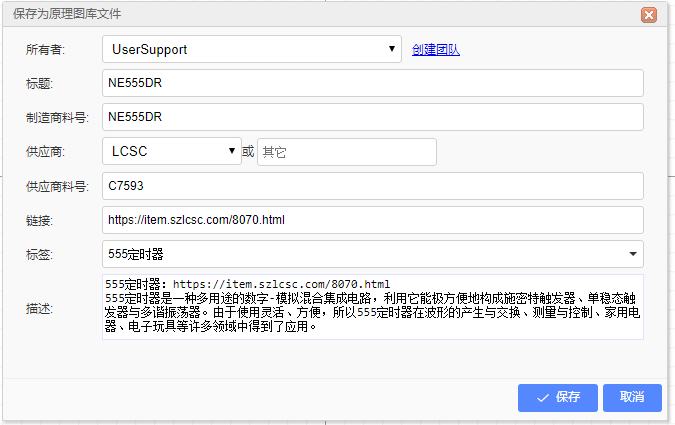 保存为原理图库文件
所有者: UserSupport 创建团队
标题: NE555DR
制造商料号: NE555DR
供应商: LCSC 或 其它
供应商料号: C7593
链接: https://item.szlcsc.com/8070.html
标签: 555定时器
描述:
555定时器：https://item.szlcsc.com/8070.html
555定时器是一种多用途的数字-模拟混合集成电路，利用它能极方便地构成施密特触发器、单稳态触
发器与多谐振荡器。由于使用灵活、方便，所以555定时器在波形的产生与交换、测量与控制、家用电
器、电子玩具等许多领域中得到了应用。
保存 取消